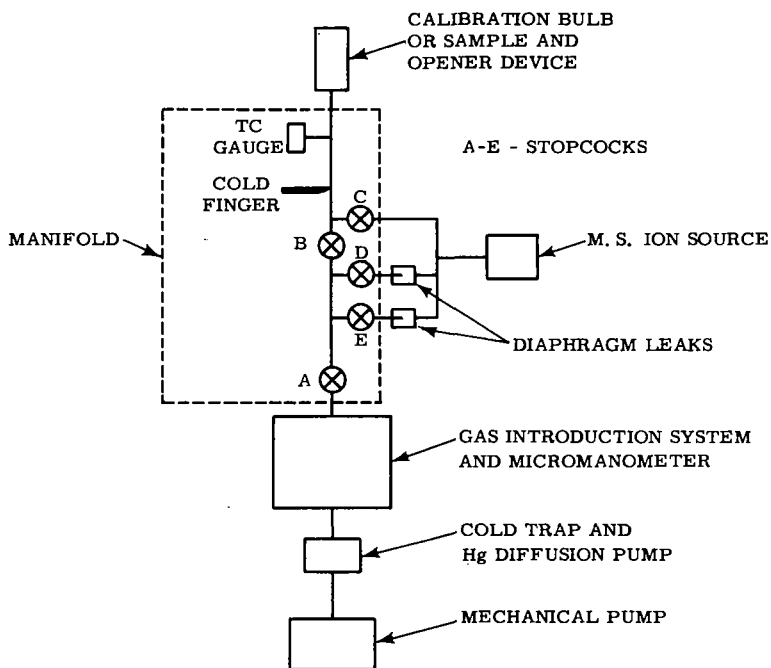 CALIBRATION BULB
OR SAMPLE AND
OPENER DEVICE
TC
GAUGE
A-E - STOPCOCKS
COLD
FINGER
C
MANIFOLD
B
M. S. ION SOURCE
D
E
DIAPHRAGM LEAKS
A
GAS INTRODUCTION SYSTEM
AND MICROMANOMETER
COLD TRAP AND
Hg DIFFUSION PUMP
MECHANICAL PUMP